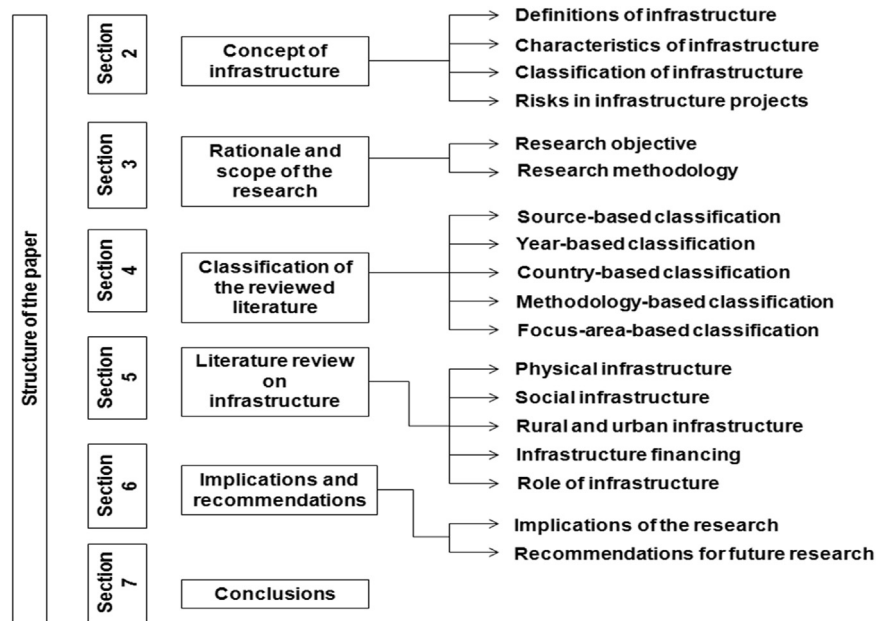 Structure of the paper
Section
2
Concept of
infrastructure
Definitions of infrastructure
Characteristics of infrastructure
Classification of infrastructure
Risks in infrastructure projects
Section
3
Rationale and
scope of the
research
Research objective
Research methodology
Section
4
Classification of
the reviewed
literature
Source-based classification
Year-based classification
Country-based classification
Methodology-based classification
Focus-area-based classification
Section
5
Literature review
on
infrastructure
Physical infrastructure
Social infrastructure
Rural and urban infrastructure
Infrastructure financing
Role of infrastructure
Section
6
Implications and
recommendations
Implications of the research
Recommendations for future research
Section
7
Conclusions